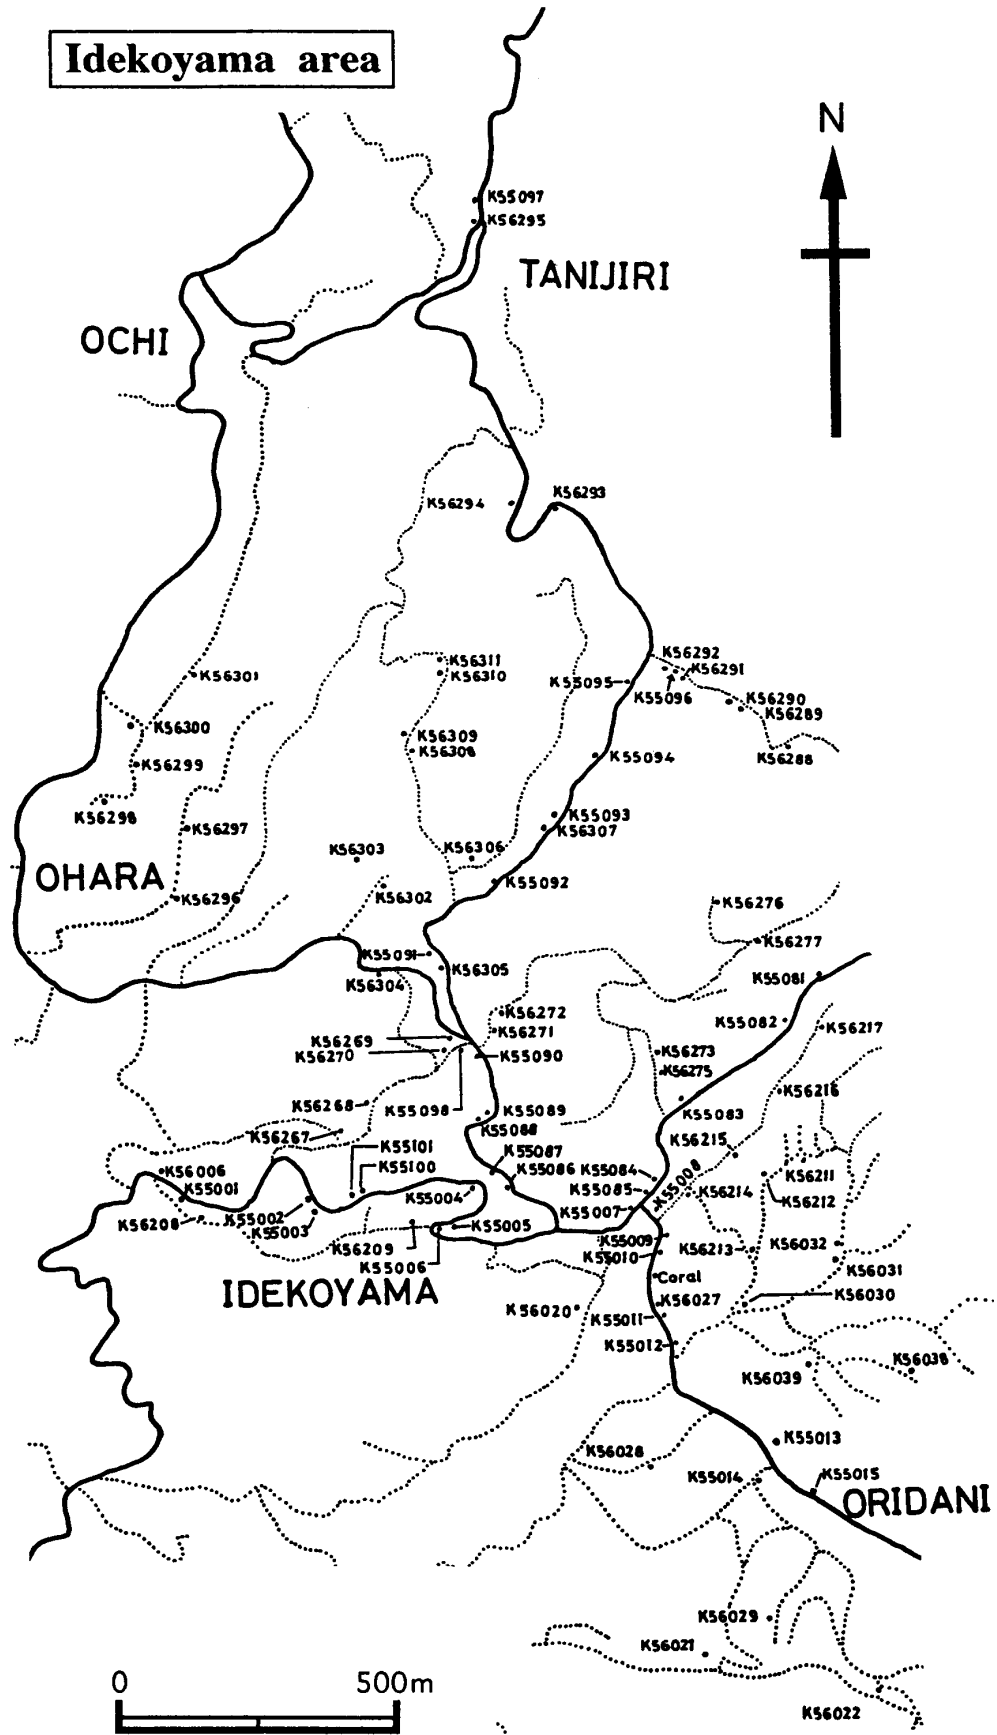 Idekoyama area
N
K55097
K56295
TANIJIRI
OCHI
K56294
K56293
K56292
K56311
K56291
K56301
K56310
K55095
K55096
K56290
K56289
K56300
K56309
K56308
K56299
K55094
K56288
K56298
K55093
K56297
K56307
K56303
K56306
OHARA
K55092
K56296
K56302
K56276
K56277
K55091
K56305
K55081
K56304
K56272
K55082
K56217
K56271
K56269
K56270
K55090
K56273
K56275
K56216
K56268
K55098
K55089
K55083
K55088
K56267
K55101
K56215
K55087
K55100
K56006
K55086
K55084
K55008
K56211
K55001
K55004
K55085
K56214
K56212
K55002
K55007
K56208
K55003
K55005
K55009
K56209
K55010
K56213
K56032
K55006
K56031
IDEKOYAMA
Coral
K56027
K56030
K56020
K55011
K55012
K56039
K56038
K55013
K56028
K55014
K55015
ORIDANI
K56029
K56021
K56022
0 500m